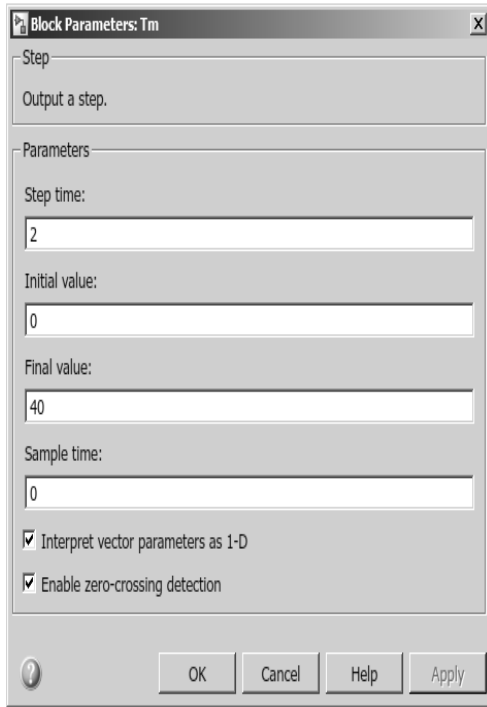 Block Parameters: Tm
Step
Output a step.
Parameters
Step time:
2
Initial value:
0
Final value:
40
Sample time:
0
Interpret vector parameters as 1-D
Enable zero-crossing detection
OK
Cancel
Help
Apply